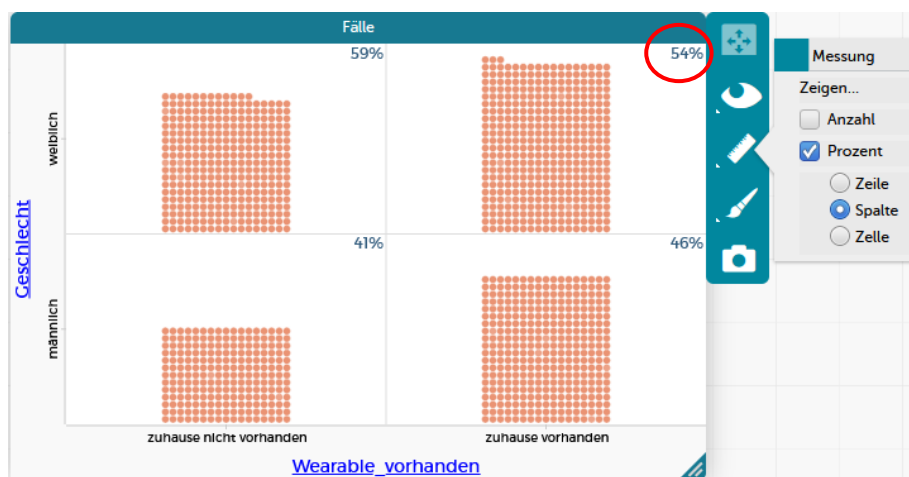 Fälle
59%
54%
weiblich
41%
46%
männlich
Geschlecht
zuhause nicht vorhanden
zuhause vorhanden
Wearable_vorhanden
Messung
Zeigen...
Anzahl
Prozent
Zeile
Spalte
Zelle